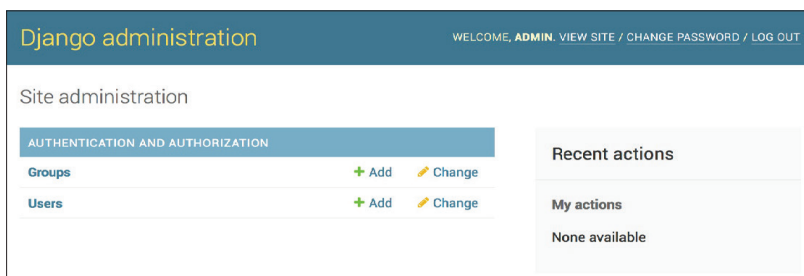 Django administration
WELCOME, ADMIN. VIEW SITE / CHANGE PASSWORD / LOG OUT
Site administration
AUTHENTICATION AND AUTHORIZATION
Groups + Add Change
Users + Add Change
Recent actions
My actions
None available